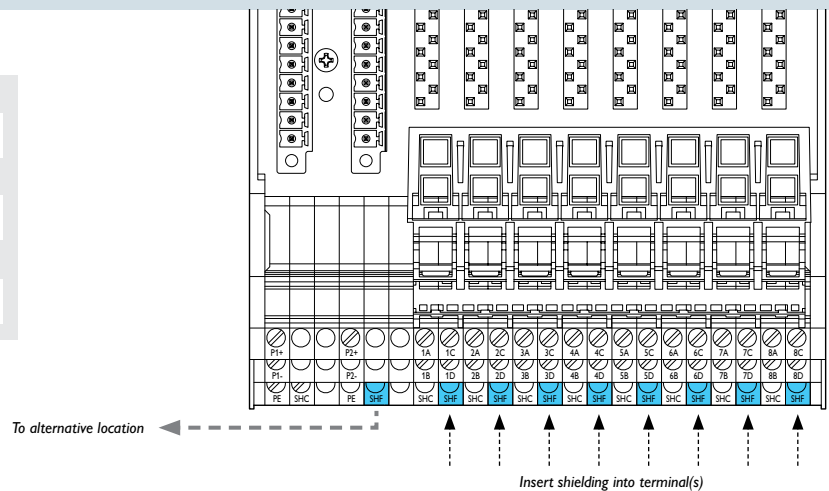 P1+ P2+ 1A 1C 2A 2C 3A 3C 4A 4C 5A 5C 6A 6C 7A 7C 8A 8C
P1- P2- 1B 1D 2B 2D 3B 3D 4B 4D 5B 5D 6B 6D 7B 7D 8B 8D
PE SHC PE SHF SHC SHF SHC SHF SHC SHF SHC SHF SHC SHF SHC SHF SHC SHF SHC SHF
To alternative location
Insert shielding into terminal(s)